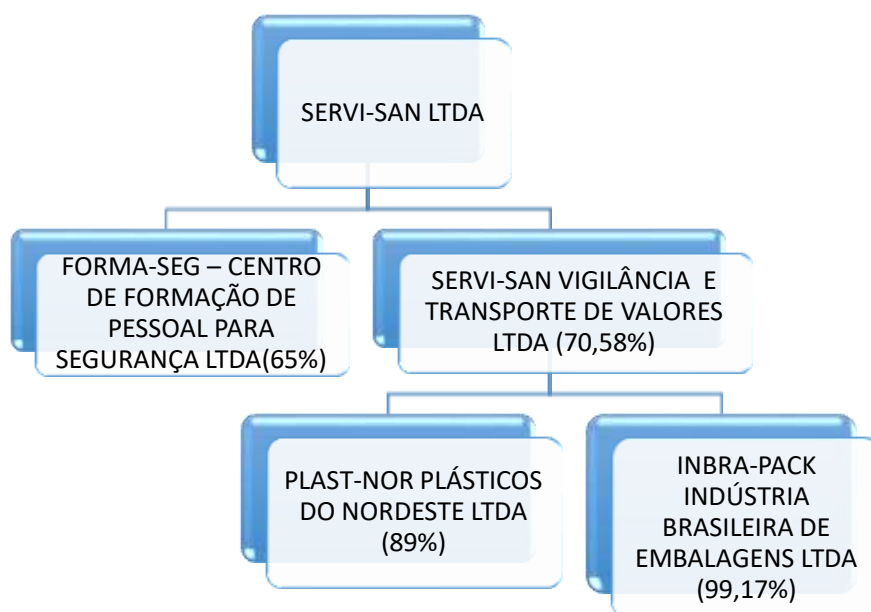 SERVI-SAN LTDA
FORMA-SEG – CENTRO
DE FORMAÇÃO DE
PESSOAL PARA
SEGURANÇA LTDA(65%)
SERVI-SAN VIGILÂNCIA E
TRANSPORTE DE VALORES
LTDA (70,58%)
PLAST-NOR PLÁSTICOS
DO NORDESTE LTDA
(89%)
INBRA-PACK
INDÚSTRIA
BRASILEIRA DE
EMBALAGENS LTDA
(99,17%)